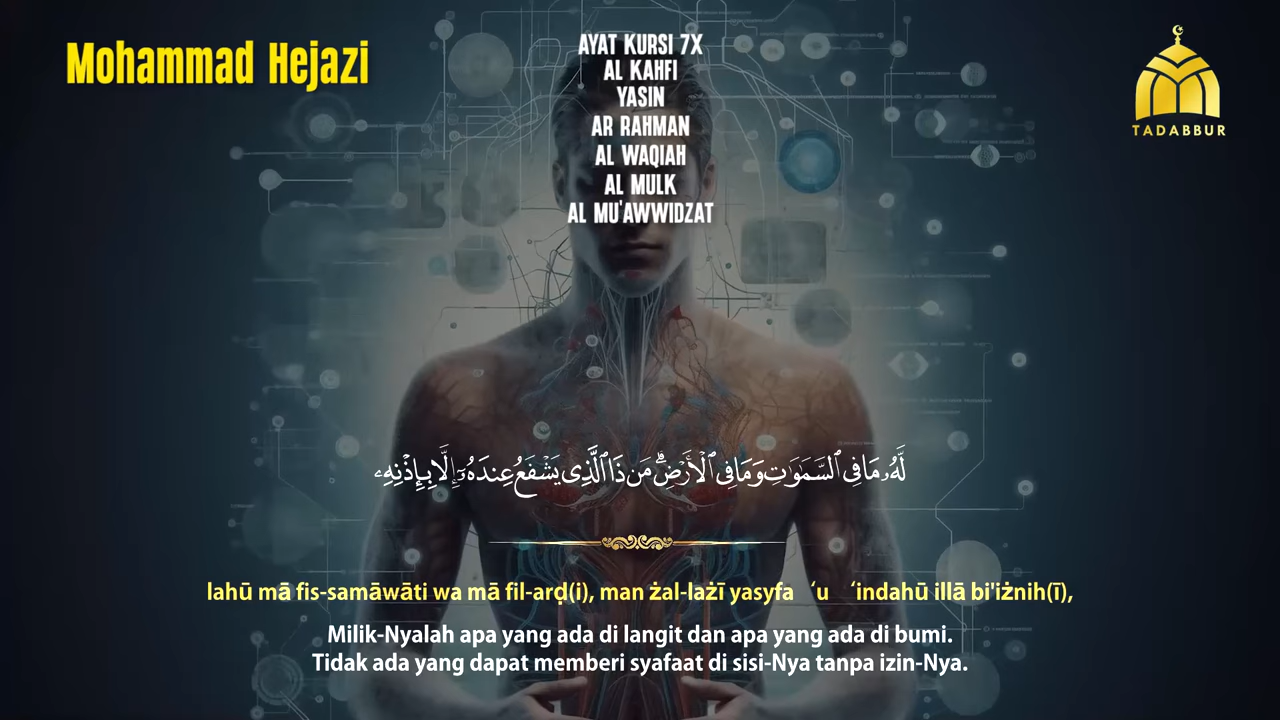 Mohammad Hejazi
AYAT KURSI 7X
AL KAHFI
YASIN
AR RAHMAN
AL WAQIAH
AL MULK
AL MU'AWWIDZAT
TADABBUR
لَّهُۥ مَا فِى ٱلسَّمَـٰوَٰتِ وَمَا فِى ٱلْأَرْضِ ۗ مَن ذَا ٱلَّذِى يَشْفَعُ عِندَهُۥٓ إِلَّا بِإِذْنِهِۦ
lahū mā fis-samāwāti wa mā fil-arḍ(i), man żal-lażī yasyfa ‘u ‘indahū illā bi'iżnih(ī),
Milik-Nyalah apa yang ada di langit dan apa yang ada di bumi.
Tidak ada yang dapat memberi syafaat di sisi-Nya tanpa izin-Nya.